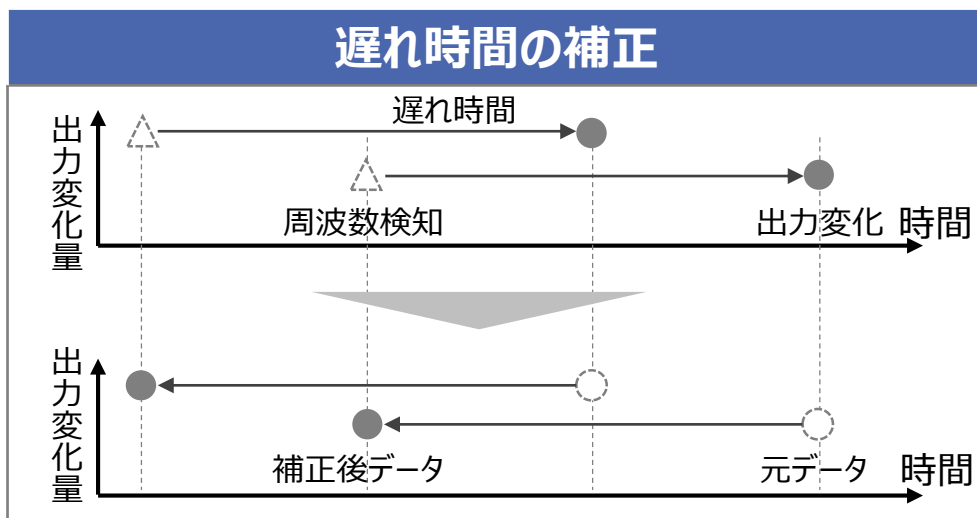 遅れ時間の補正
遅れ時間
出力変化量
周波数検知
出力変化
時間
出力変化量
補正後データ
元データ
時間